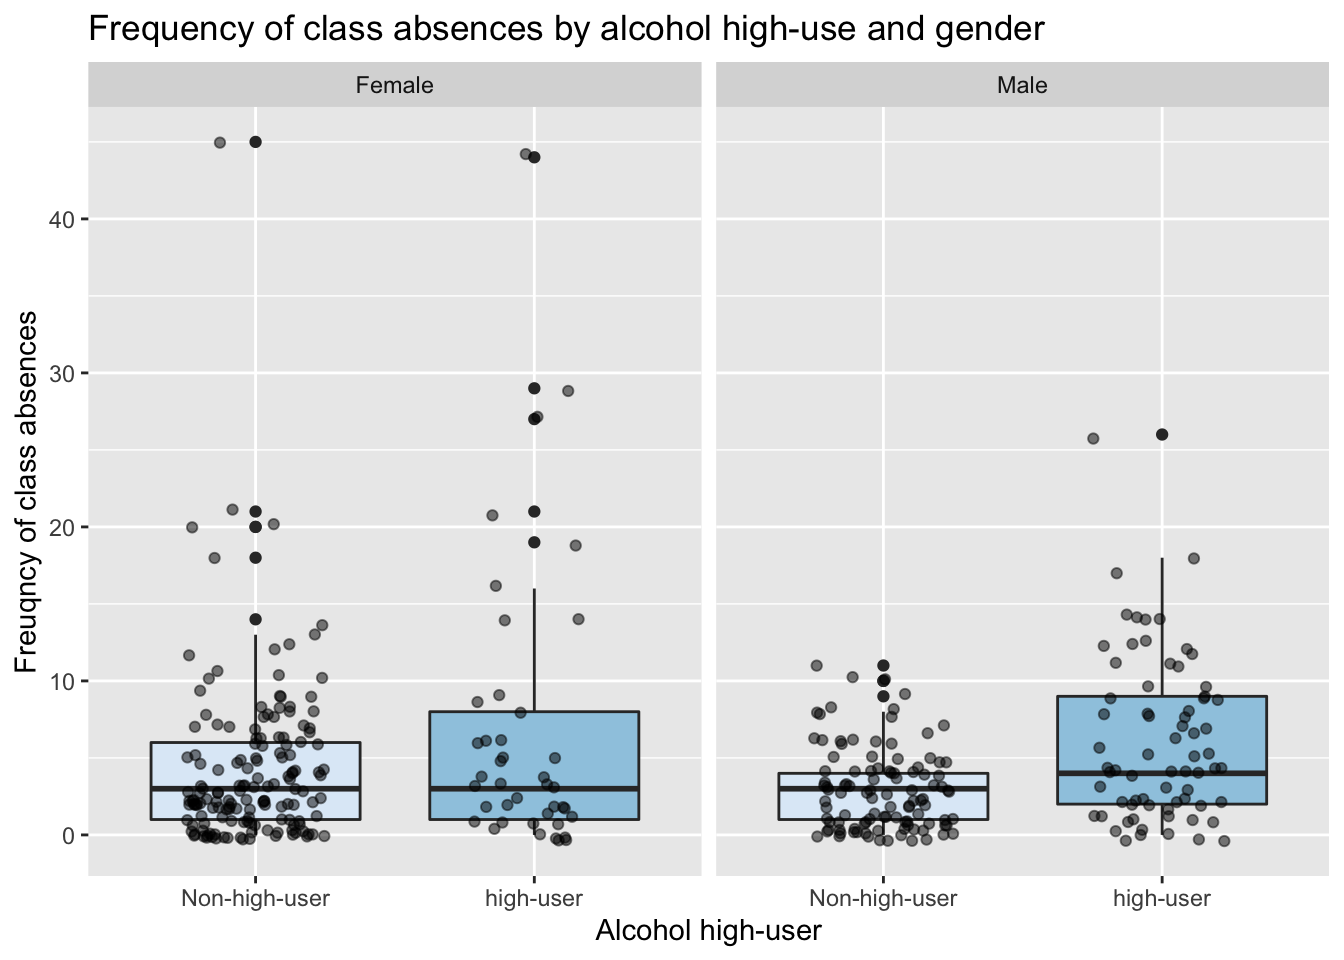 Frequency of class absences by alcohol high-use and gender
Female
Male
Freuqncy of class absences
40
30
20
10
0
Non-high-user
high-user
Non-high-user
high-user
Alcohol high-user